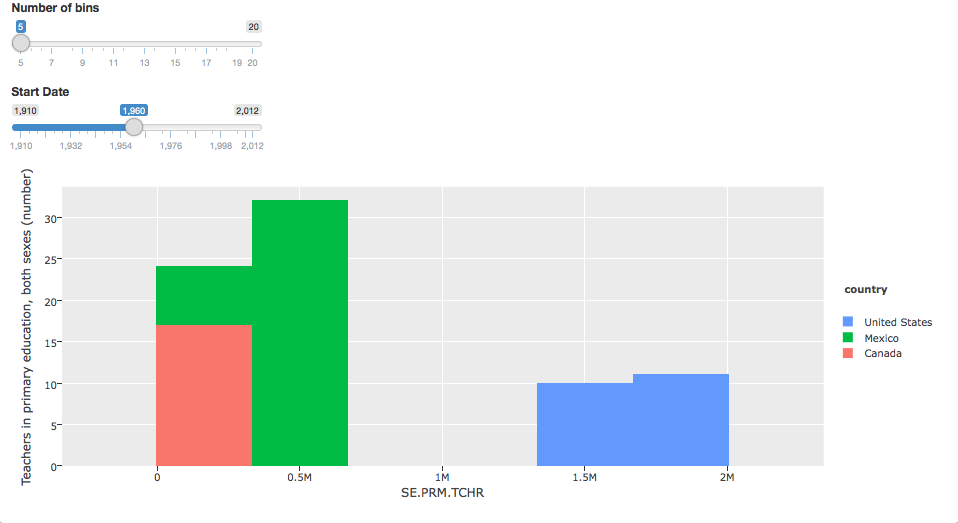 Number of bins
5 20
5 7 9 11 13 15 17 19 20
Start Date
1,910 1,960 2,012
1,910 1,932 1,954 1,976 1,998 2,012
Teachers in primary education, both sexes (number)
30
25
20
15
10
5
0
0 0.5M 1M 1.5M 2M
SE.PRM.TCHR
country
United States
Mexico
Canada